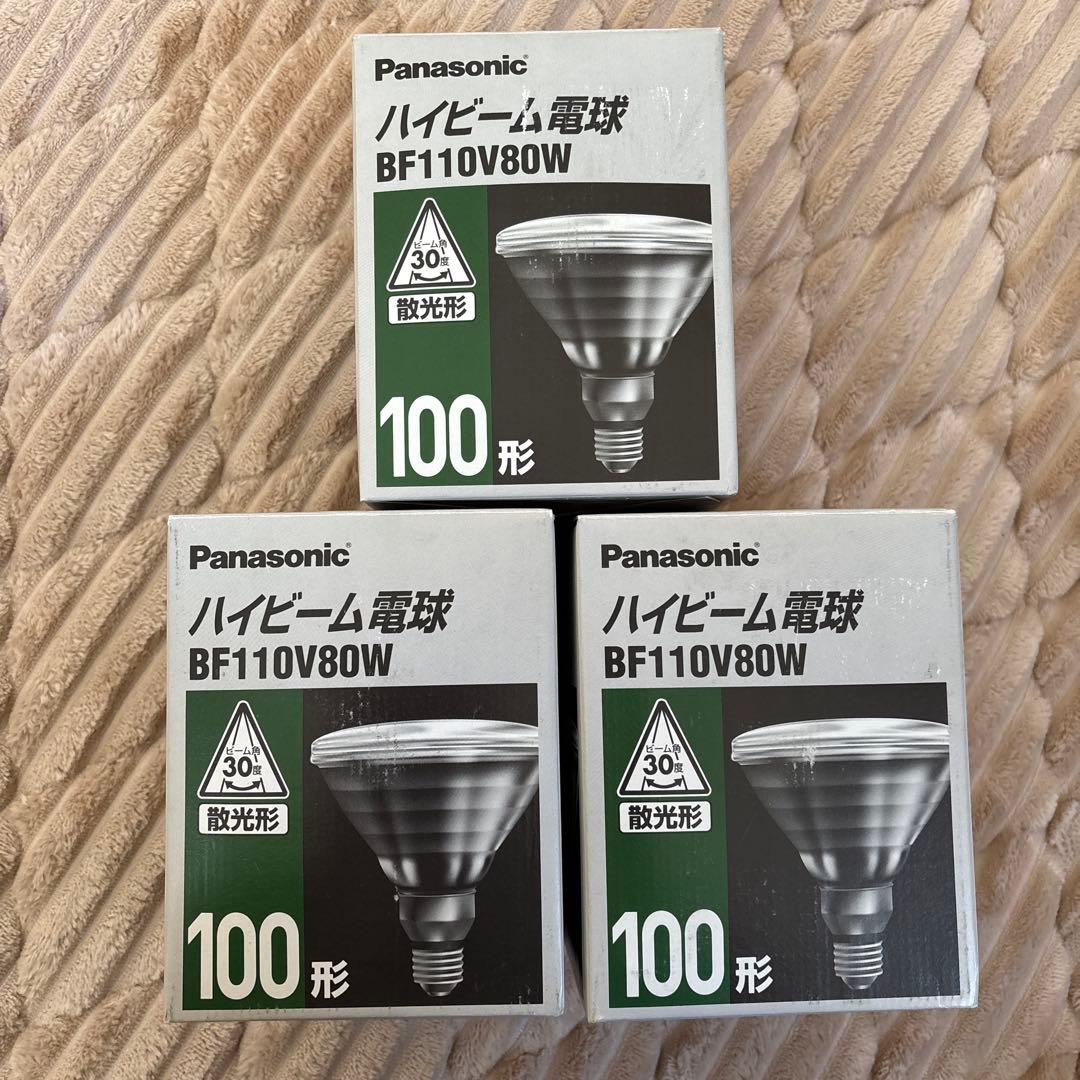 Panasonic®
ハイビーム電球
BF110V80W
ビーム角
30度
散光形
100形
Panasonic®
ハイビーム電球
BF110V80W
ビーム角
30度
散光形
100形
Panasonic®
ハイビーム電球
BF110V80W
ビーム角
30度
散光形
100形